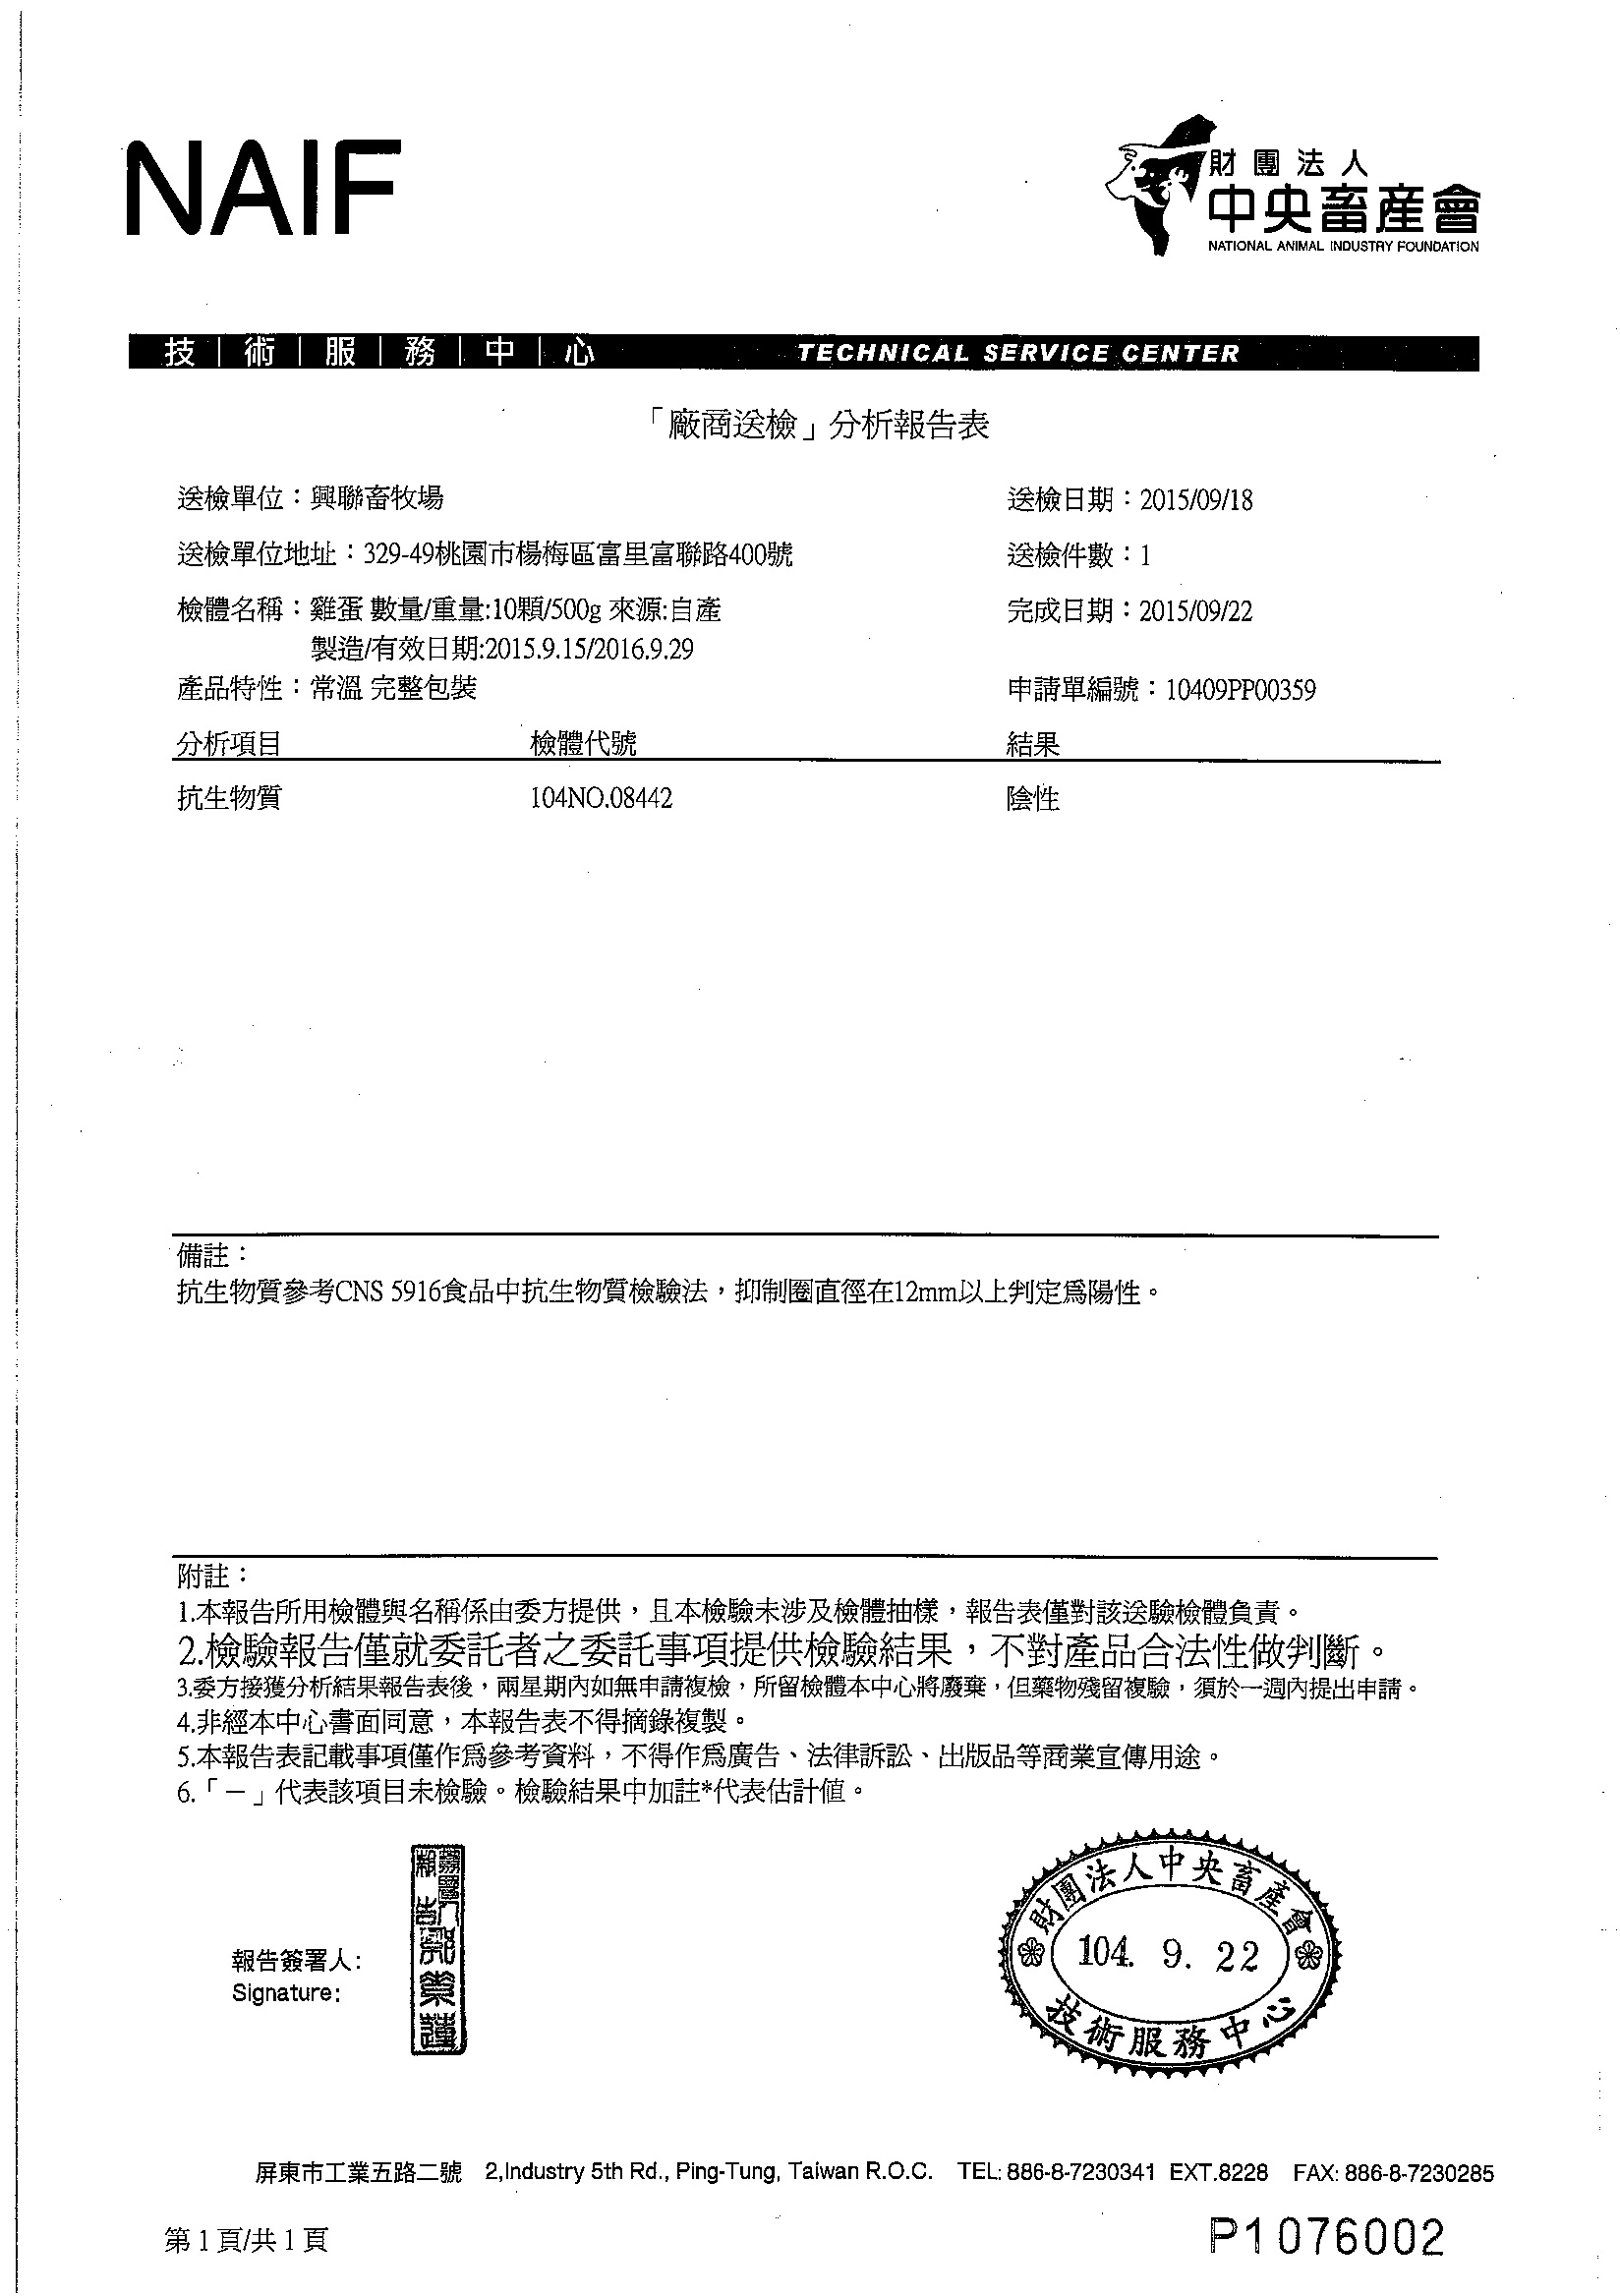 NAIF
財團法人
中央畜産會
NATIONAL ANIMAL INDUSTRY FOUNDATION
技|術|服|務|中|心 TECHNICAL SERVICE CENTER
「廠商送檢」分析報告表
送檢單位：興聯畜牧場 送檢日期：2015/09/18
送檢單位地址：329-49桃園市楊梅區富里富聯路400號 送檢件數：1
檢體名稱：雞蛋 數量/重量:10顆/500g 來源:自產 完成日期：2015/09/22
製造/有效日期:2015.9.15/2016.9.29
產品特性：常溫 完整包裝 申請單編號：10409PP00359
分析項目 檢體代號 結果
抗生物質 104NO.08442 陰性
備註：
抗生物質參考CNS 5916食品中抗生物質檢驗法，抑制圈直徑在12mm以上判定爲陽性。
附註：
1.本報告所用檢體與名稱係由委方提供，且本檢驗未涉及檢體抽樣，報告表僅對該送驗檢體負責。
2.檢驗報告僅就委託者之委託事項提供檢驗結果，不對產品合法性做判斷。
3.委方接獲分析結果報告表後，兩星期內如無申請複檢，所留檢體本中心將廢棄，但藥物殘留複驗，須於一週內提出申請。
4.非經本中心書面同意，本報告表不得摘錄複製。
5.本報告表記載事項僅作爲參考資料，不得作爲廣告、法律訴訟、出版品等商業宣傳用途。
6.「－」代表該項目未檢驗。檢驗結果中加註*代表估計值。
財團法人中央畜產會
104. 9. 22
技術服務中心
報告簽署人:
Signature:
屏東市工業五路二號 2,Industry 5th Rd., Ping-Tung, Taiwan R.O.C. TEL: 886-8-7230341 EXT.8228 FAX: 886-8-7230285
第1頁/共1頁 P1076002